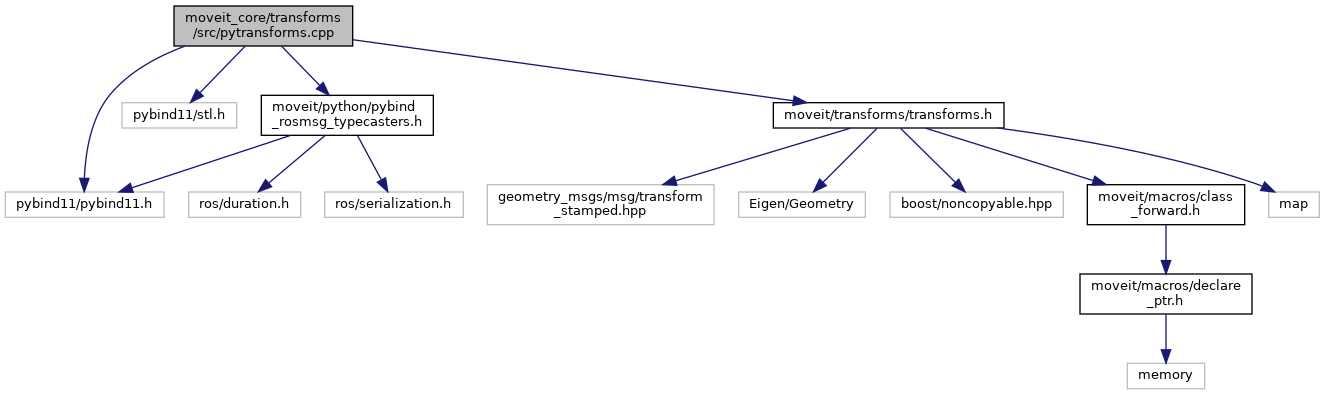 moveit_core/transforms
/src/pytransforms.cpp
pybind11/stl.h
moveit/python/pybind
_rosmsg_typecasters.h
moveit/transforms/transforms.h
pybind11/pybind11.h
ros/duration.h
ros/serialization.h
geometry_msgs/msg/transform
_stamped.hpp
Eigen/Geometry
boost/noncopyable.hpp
moveit/macros/class
_forward.h
map
moveit/macros/declare
_ptr.h
memory